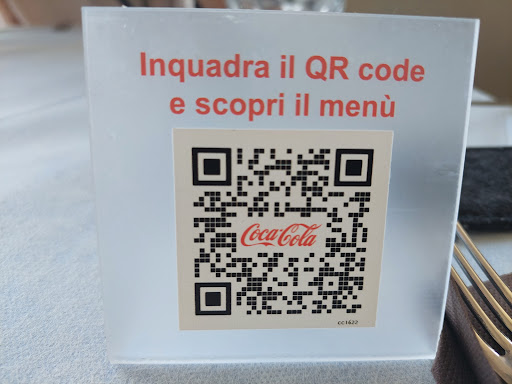 Inquadra il QR code
e scopri il menù
Coca-Cola
CC1622